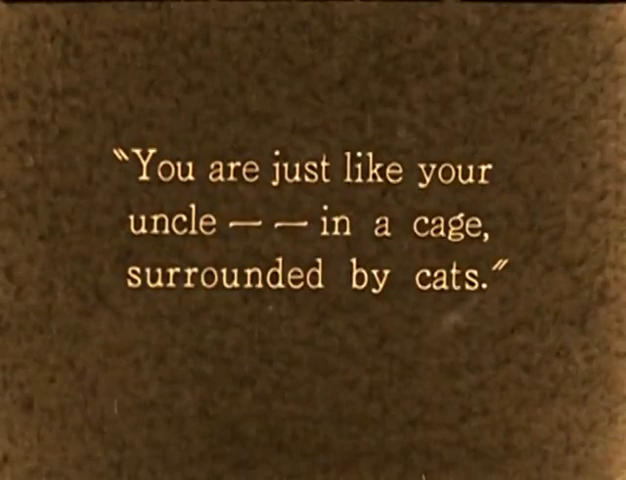 "You are just like your
uncle — — in a cage,
surrounded by cats."